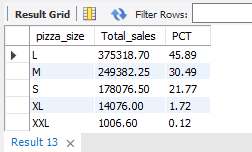 Result Grid Filter Rows:
pizza_size Total_sales PCT
L 375318.70 45.89
M 249382.25 30.49
S 178076.50 21.77
XL 14076.00 1.72
XXL 1006.60 0.12
Result 13 ×